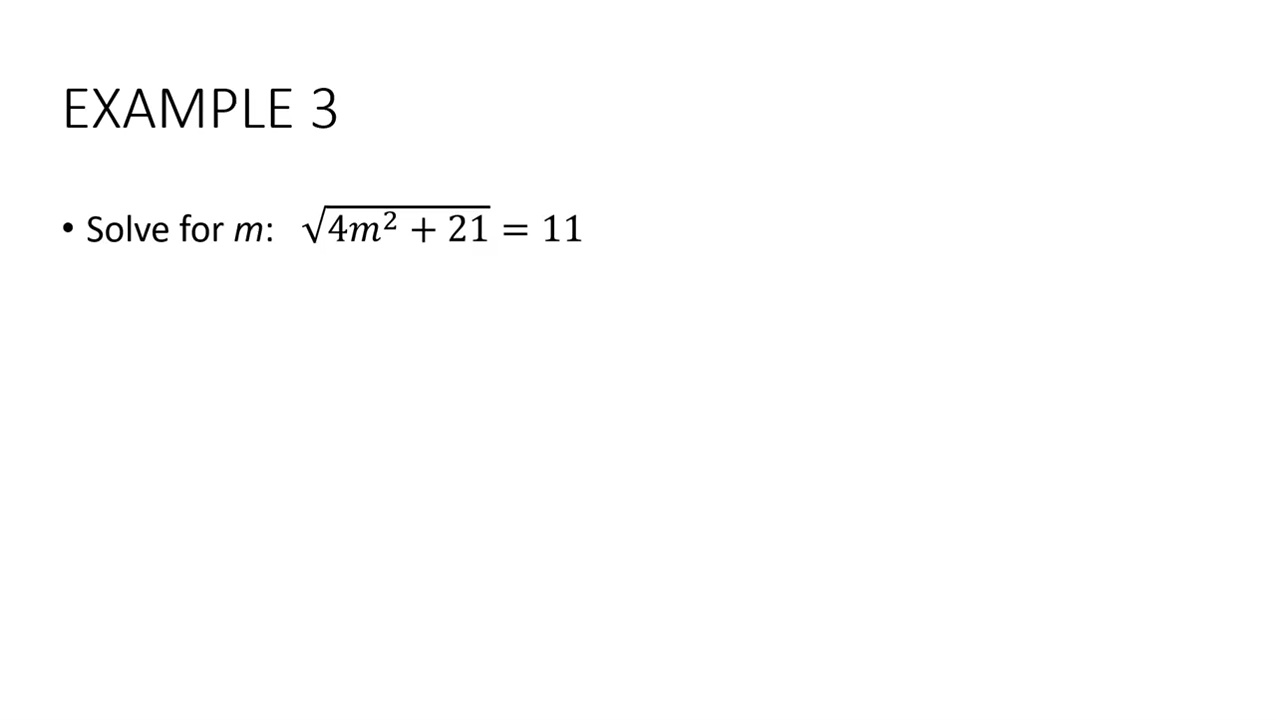 EXAMPLE 3
• Solve for m: √4m² + 21 = 11